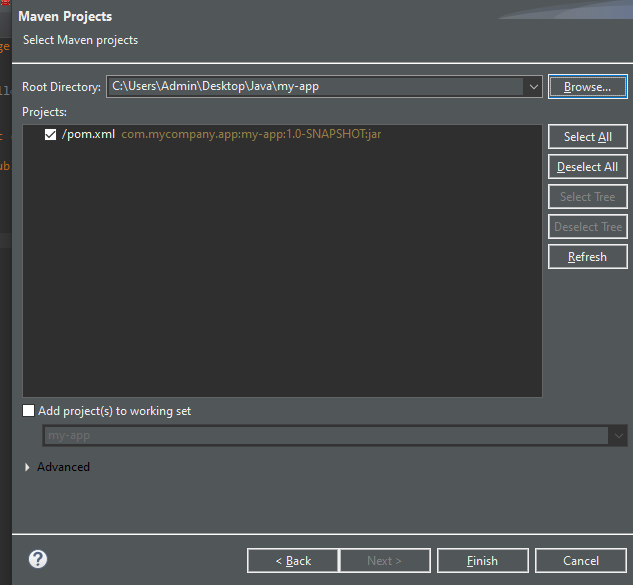 Maven Projects
Select Maven projects
Root Directory: C:\Users\Admin\Desktop\Java\my-app Browse...
Projects:
/pom.xml com.mycompany.app:my-app:1.0-SNAPSHOT:jar
Select All
Deselect All
Select Tree
Deselect Tree
Refresh
Add project(s) to working set
my-app
Advanced
< Back Next > Finish Cancel